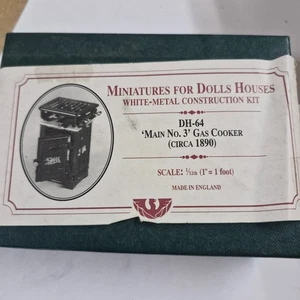 Miniatures for Dolls Houses
white-metal construction kit
DH-64
'Main No. 3' Gas Cooker
(circa 1890)
Scale: 1/12th (1" = 1 foot)
Made in England